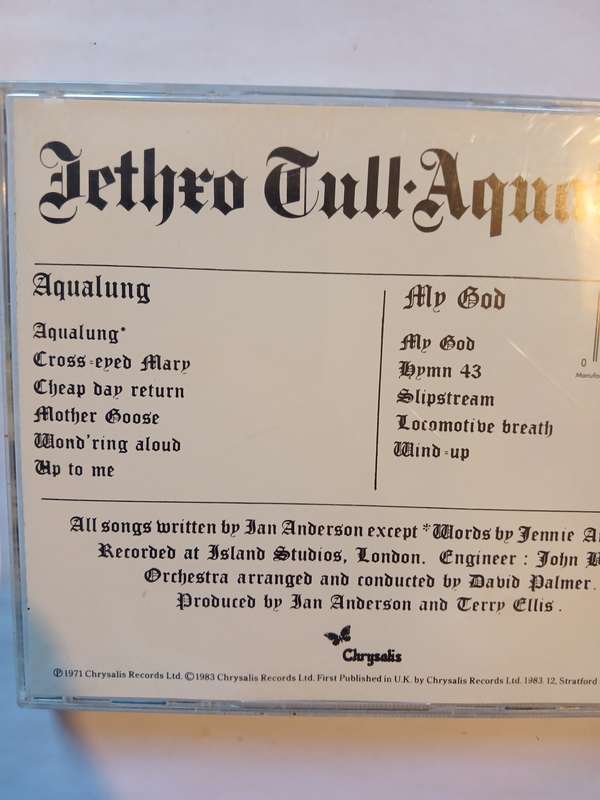 Jethro Tull·Aqua
Aqualung
Aqualung*
Cross-eyed Mary
Cheap day return
Mother Goose
Wond'ring aloud
Up to me
My God
My God
Hymn 43
Slipstream
Locomotive breath
Wind-up
0
All songs written by Ian Anderson except *Words by Jennie
Recorded at Island Studios, London. Engineer: John
Orchestra arranged and conducted by David Palmer.
Produced by Ian Anderson and Terry Ellis.
Chrysalis
℗1971 Chrysalis Records Ltd. ©1983 Chrysalis Records Ltd. First Published in U.K. by Chrysalis Records Ltd. 1983. 12, Stratford